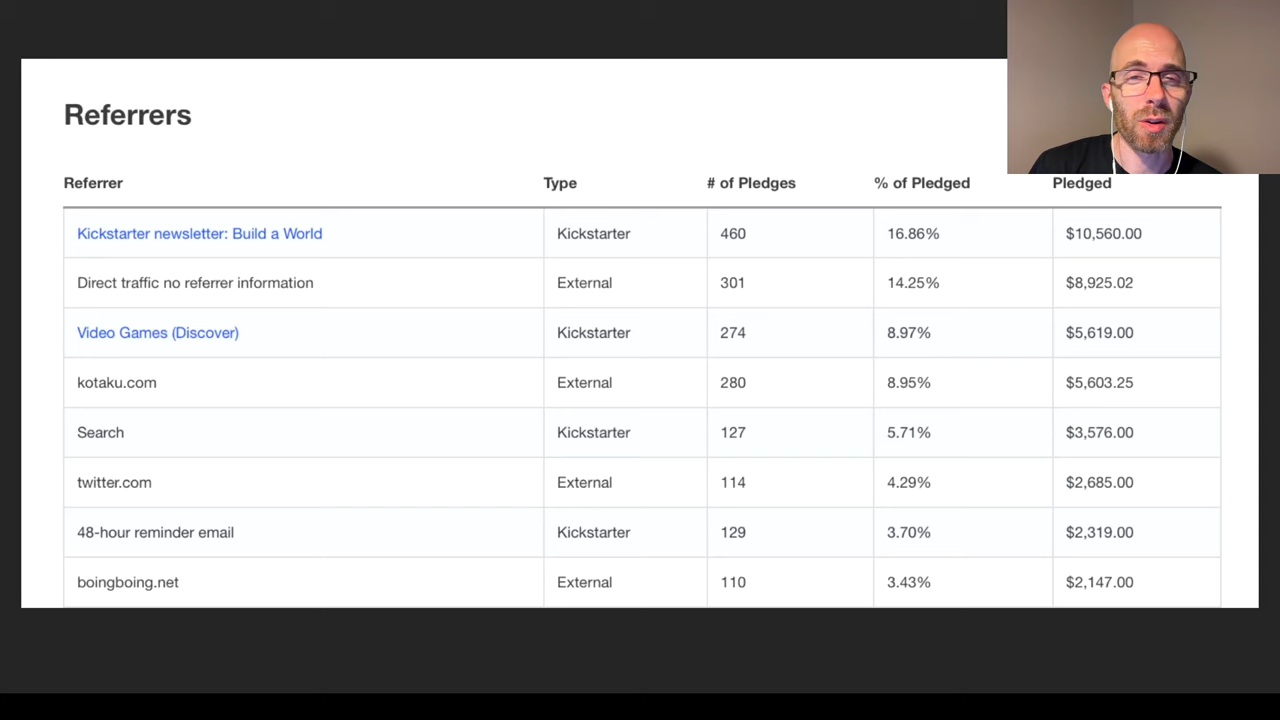 Referrers
Referrer Type # of Pledges % of Pledged Pledged
Kickstarter newsletter: Build a World Kickstarter 460 16.86% $10,560.00
Direct traffic no referrer information External 301 14.25% $8,925.02
Video Games (Discover) Kickstarter 274 8.97% $5,619.00
kotaku.com External 280 8.95% $5,603.25
Search Kickstarter 127 5.71% $3,576.00
twitter.com External 114 4.29% $2,685.00
48-hour reminder email Kickstarter 129 3.70% $2,319.00
boingboing.net External 110 3.43% $2,147.00